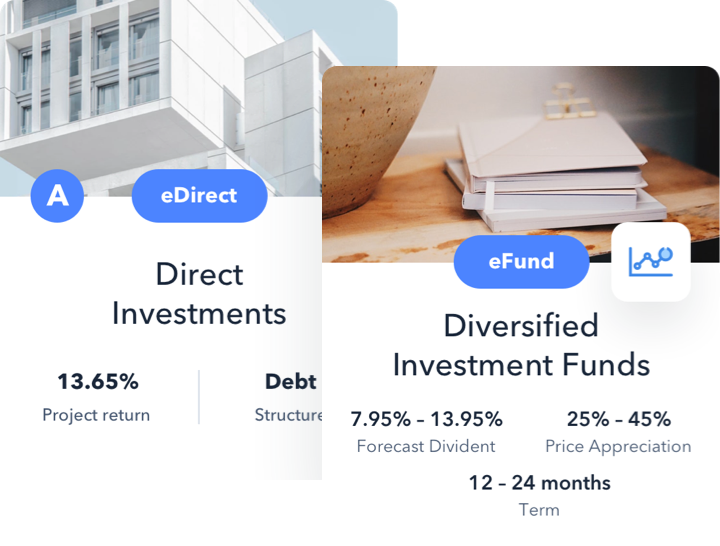 A
eDirect
Direct
Investments
13.65%
Project return
Debt
Structure
eFund
Diversified
Investment Funds
7.95% – 13.95%
Forecast Divident
25% – 45%
Price Appreciation
12 – 24 months
Term